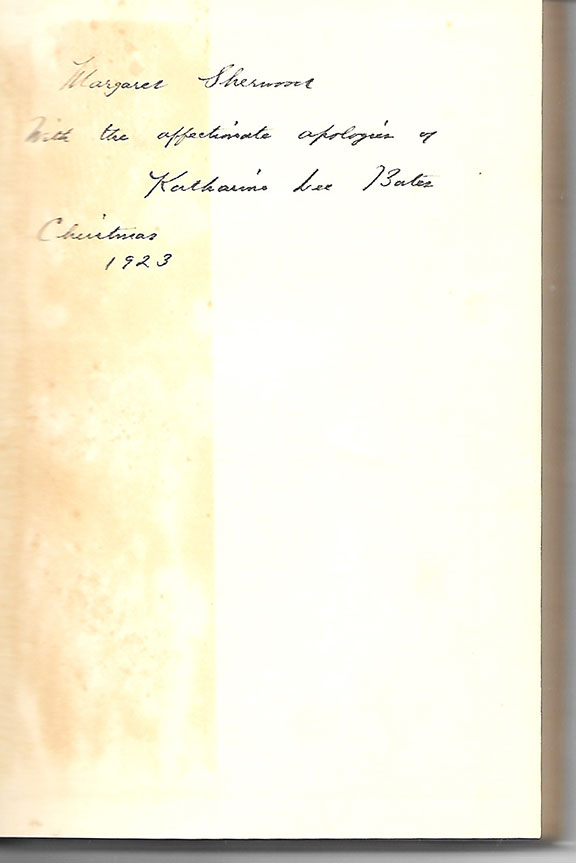 Margaret Sherwood
With the affectionate apologies of
Katharine Lee Bates
Christmas
1923